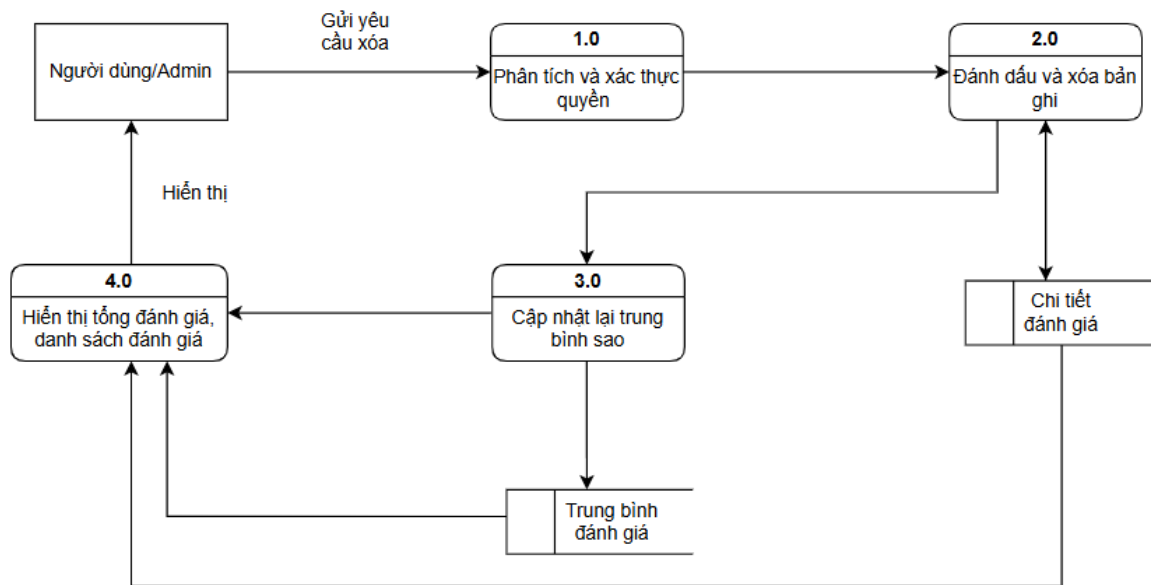 Người dùng/Admin
Gửi yêu
cầu xóa
1.0
Phân tích và xác thực
quyền
2.0
Đánh dấu và xóa bản
ghi
Hiển thị
4.0
Hiển thị tổng đánh giá,
danh sách đánh giá
3.0
Cập nhật lại trung
bình sao
Chi tiết
đánh giá
Trung bình
đánh giá